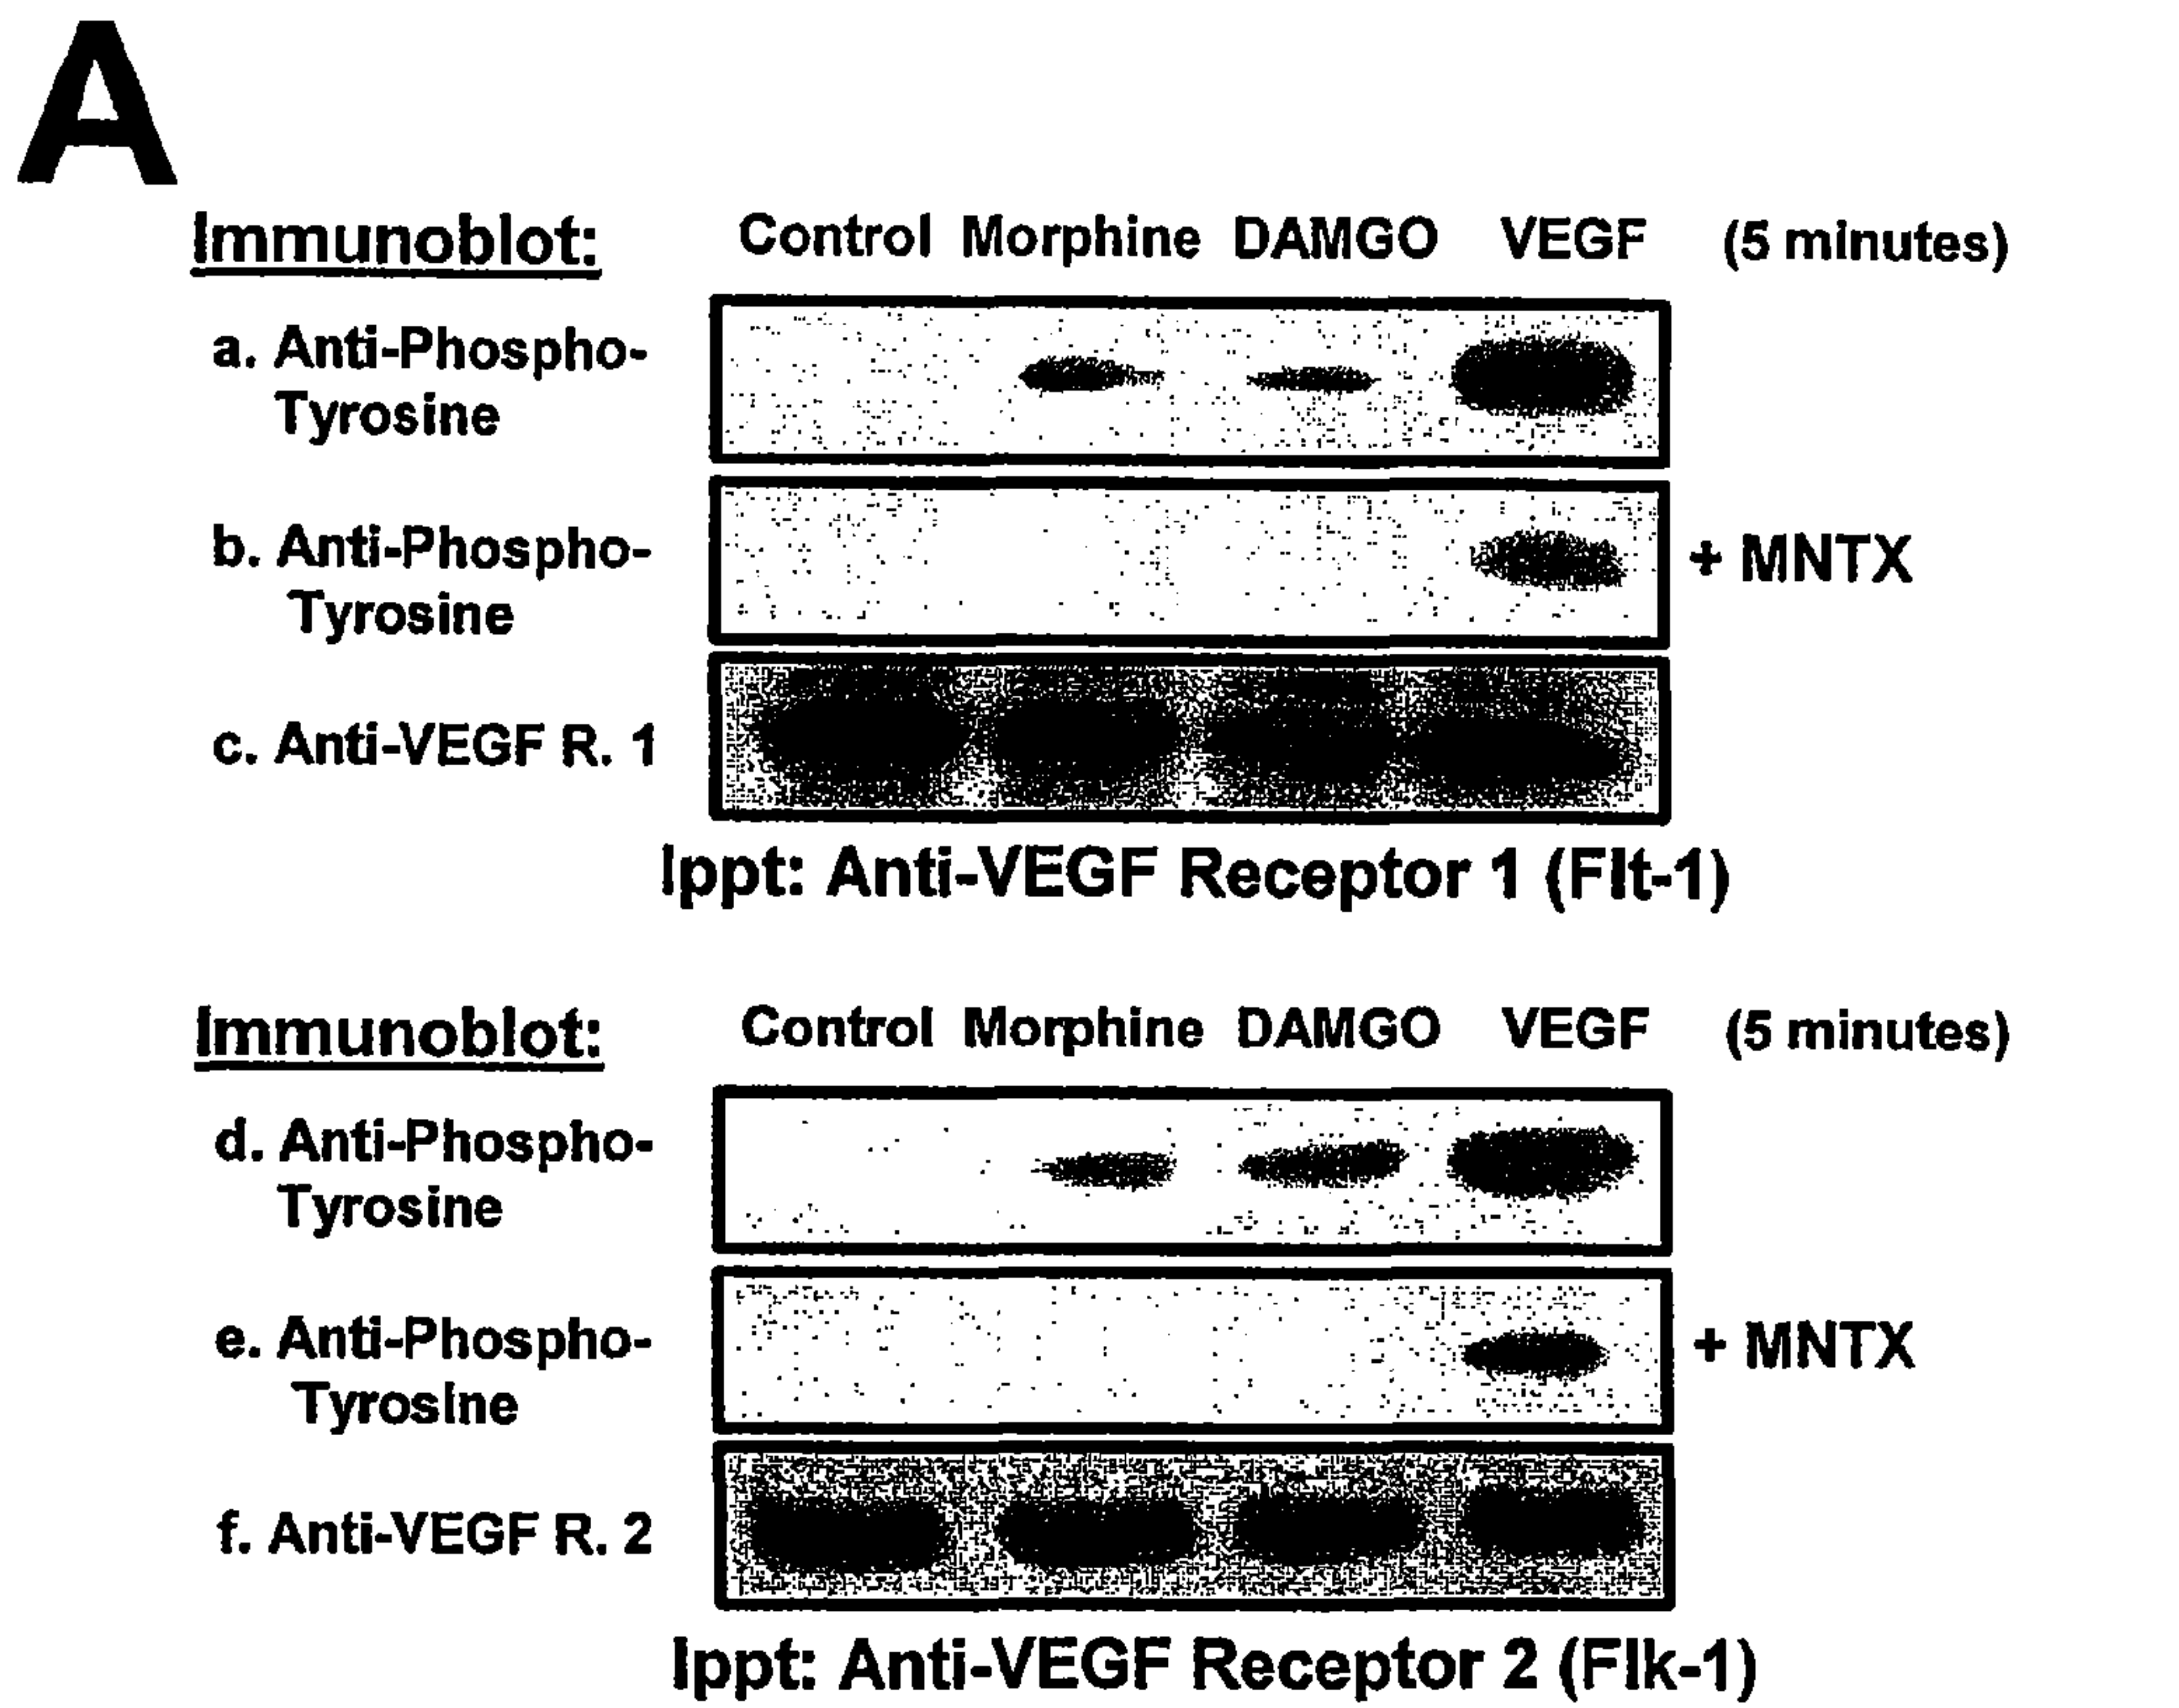 A
Immunoblot: Control Morphine DAMGO VEGF (5 minutes)
a. Anti-Phospho-
Tyrosine
b. Anti-Phospho-
Tyrosine
+ MNTX
c. Anti-VEGF R. 1
Ippt: Anti-VEGF Receptor 1 (Flt-1)
Immunoblot: Control Morphine DAMGO VEGF (5 minutes)
d. Anti-Phospho-
Tyrosine
e. Anti-Phospho-
Tyrosine
+ MNTX
f. Anti-VEGF R. 2
Ippt: Anti-VEGF Receptor 2 (Flk-1)